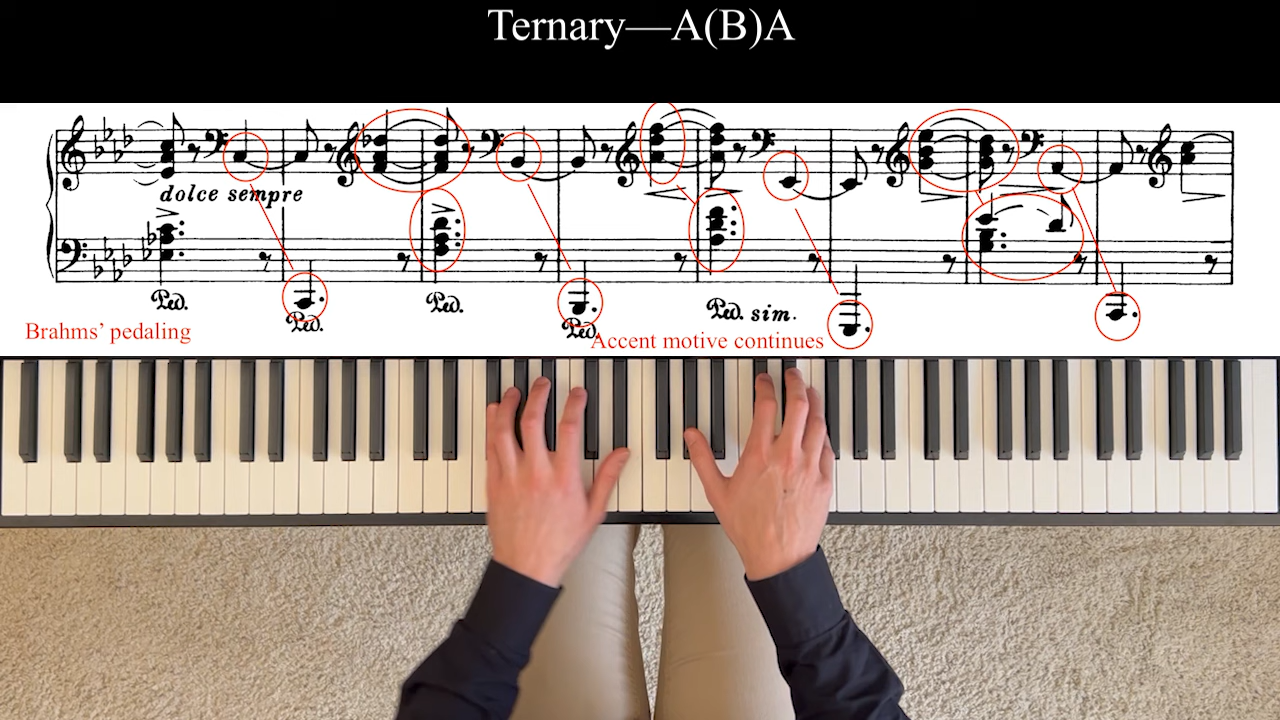 Ternary—A(B)A
dolce sempre
Ped. Ped. Ped. Ped. Ped. sim.
Brahms’ pedaling
Accent motive continues